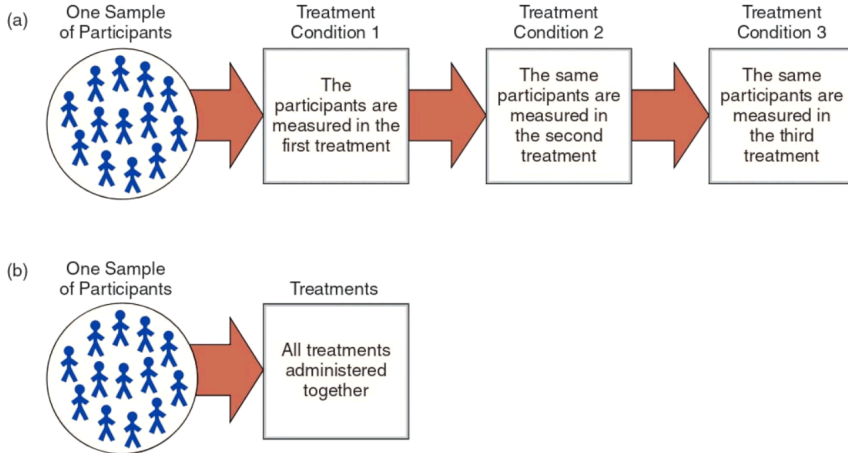 (a)
One Sample
of Participants
Treatment
Condition 1
Treatment
Condition 2
Treatment
Condition 3
The
participants are
measured in the
first treatment
The same
participants are
measured in
the second
treatment
The same
participants are
measured in
the third
treatment
(b)
One Sample
of Participants
Treatments
All treatments
administered
together